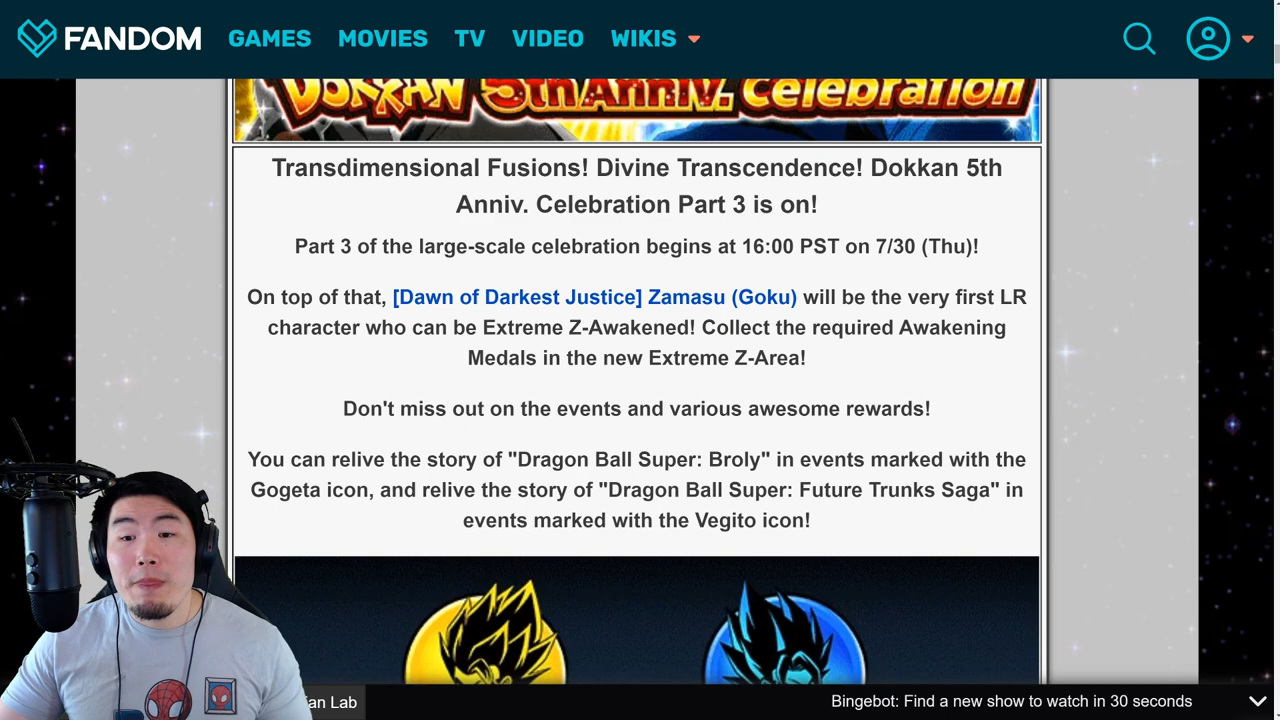 FANDOM GAMES MOVIES TV VIDEO WIKIS
DOKKAN 5th Anniv. Celebration
Transdimensional Fusions! Divine Transcendence! Dokkan 5th
Anniv. Celebration Part 3 is on!
Part 3 of the large-scale celebration begins at 16:00 PST on 7/30 (Thu)!
On top of that, [Dawn of Darkest Justice] Zamasu (Goku) will be the very first LR
character who can be Extreme Z-Awakened! Collect the required Awakening
Medals in the new Extreme Z-Area!
Don't miss out on the events and various awesome rewards!
You can relive the story of "Dragon Ball Super: Broly" in events marked with the
Gogeta icon, and relive the story of "Dragon Ball Super: Future Trunks Saga" in
events marked with the Vegito icon!
Lab
Bingebot: Find a new show to watch in 30 seconds